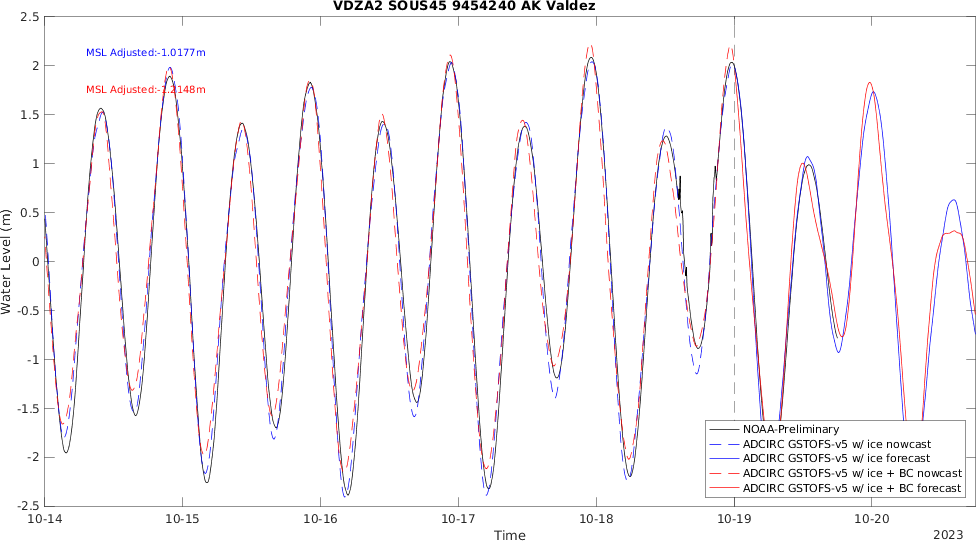 VDZA2 SOUS45 9454240 AK Valdez
MSL Adjusted:-1.0177m
MSL Adjusted:-1.2148m
2.5
2
1.5
1
0.5
0
-0.5
-1
-1.5
-2
-2.5
Water Level (m)
10-14
10-15
10-16
10-17
10-18
10-19
10-20
Time
2023
NOAA-Preliminary
ADCIRC GSTOFS-v5 w/ ice nowcast
ADCIRC GSTOFS-v5 w/ ice forecast
ADCIRC GSTOFS-v5 w/ ice + BC nowcast
ADCIRC GSTOFS-v5 w/ ice + BC forecast